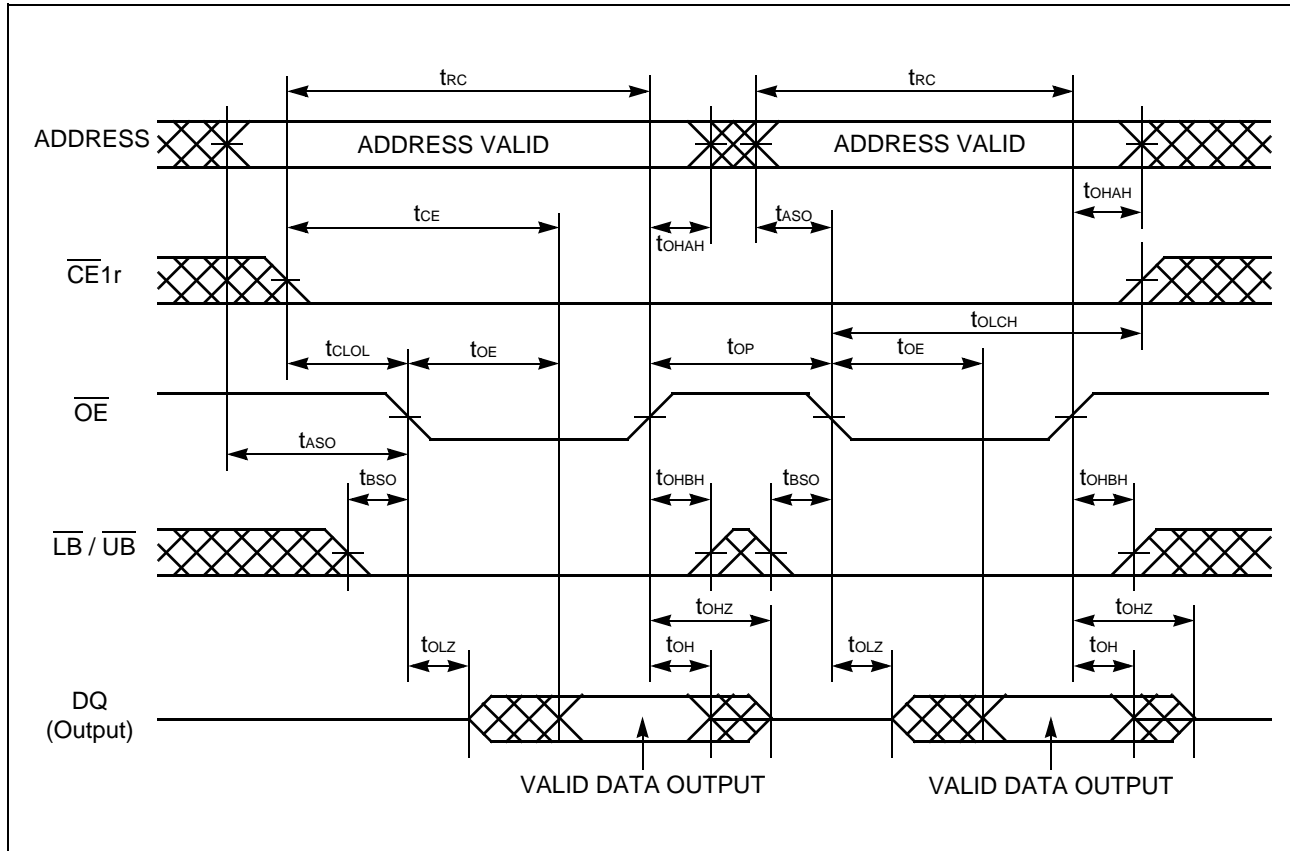 tRC tRC
ADDRESS ADDRESS VALID ADDRESS VALID
tCE tOHAH tASO tOHAH
CE1r
tOLCH
tCLOL tOE tOP tOE
OE
tASO
tBSO tOHBH tBSO tOHBH
LB / UB
tOHZ tOHZ
tOLZ tOH tOLZ tOH
DQ
(Output)
VALID DATA OUTPUT VALID DATA OUTPUT